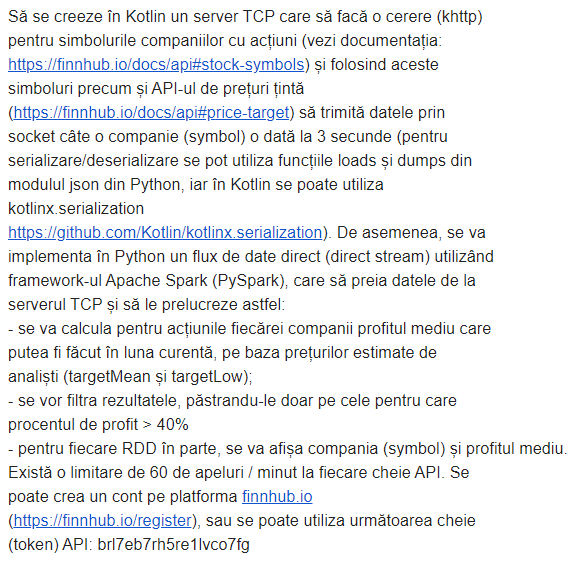 Să se creeze în Kotlin un server TCP care să facă o cerere (khttp)
pentru simbolurile companiilor cu acțiuni (vezi documentația:
https://finnhub.io/docs/api#stock-symbols) și folosind aceste
simboluri precum și API-ul de prețuri țintă
(https://finnhub.io/docs/api#price-target) să trimită datele prin
socket câte o companie (symbol) o dată la 3 secunde (pentru
serializare/deserializare se pot utiliza funcțiile loads și dumps din
modulul json din Python, iar în Kotlin se poate utiliza
kotlinx.serialization
https://github.com/Kotlin/kotlinx.serialization). De asemenea, se va
implementa în Python un flux de date direct (direct stream) utilizând
framework-ul Apache Spark (PySpark), care să preia datele de la
serverul TCP și să le prelucreze astfel:
- se va calcula pentru acțiunile fiecărei companii profitul mediu care
putea fi făcut în luna curentă, pe baza prețurilor estimate de
analiști (targetMean și targetLow);
- se vor filtra rezultatele, păstrandu-le doar pe cele pentru care
procentul de profit > 40%
- pentru fiecare RDD în parte, se va afișa compania (symbol) și profitul mediu.
Există o limitare de 60 de apeluri / minut la fiecare cheie API. Se
poate crea un cont pe platforma finnhub.io
(https://finnhub.io/register), sau se poate utiliza următoarea cheie
(token) API: brl7eb7rh5re1lvco7fg